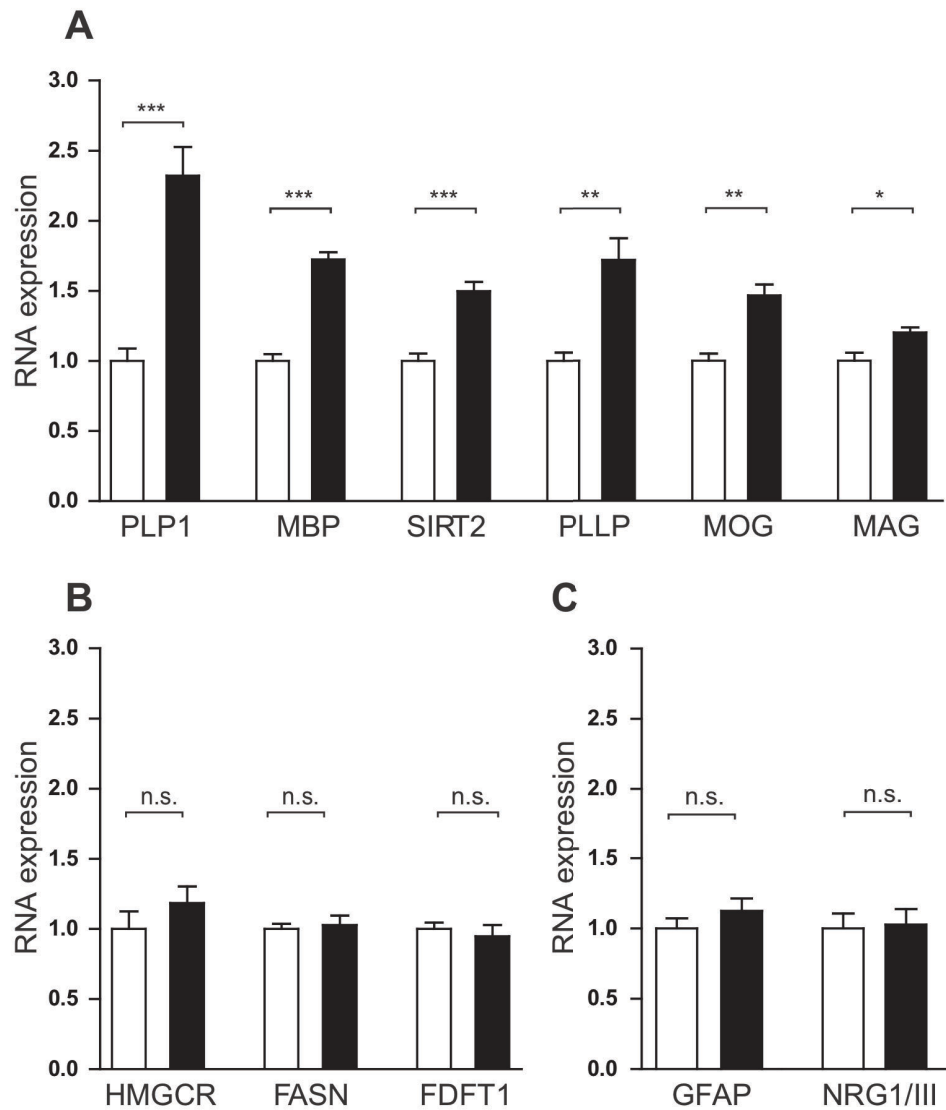 A
RNA expression
3.0
2.5
2.0
1.5
1.0
0.5
0.0
***
***
***
**
**
*
PLP1 MBP SIRT2 PLLP MOG MAG
B
RNA expression
3.0
2.5
2.0
1.5
1.0
0.5
0.0
n.s. n.s. n.s.
HMGCR FASN FDFT1
C
RNA expression
3.0
2.5
2.0
1.5
1.0
0.5
0.0
n.s. n.s.
GFAP NRG1/III